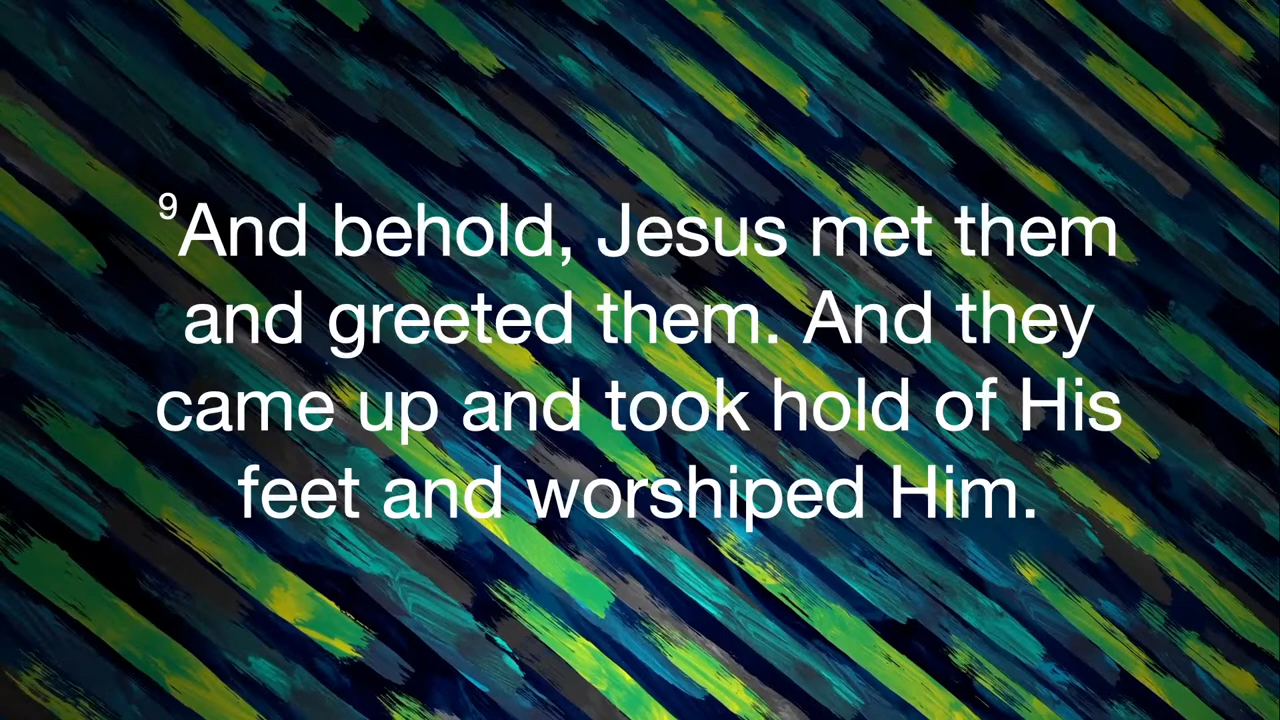 ⁹And behold, Jesus met them
and greeted them. And they
came up and took hold of His
feet and worshiped Him.